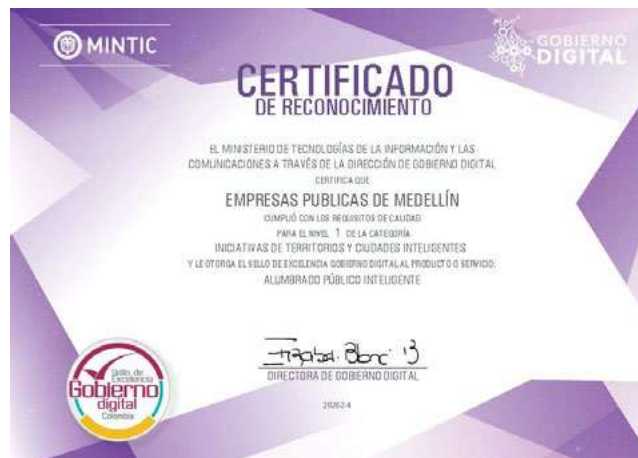 MINTIC
GOBIERNO
DIGITAL
CERTIFICADO
DE RECONOCIMIENTO
EL MINISTERIO DE TECNOLOGÍAS DE LA INFORMACIÓN Y LAS
COMUNICACIONES A TRAVÉS DE LA DIRECCIÓN DE GOBIERNO DIGITAL
CERTIFICA QUE
EMPRESAS PUBLICAS DE MEDELLÍN
CUMPLIÓ CON LOS REQUISITOS DE CALIDAD
PARA EL NIVEL 1 DE LA CATEGORÍA
INICIATIVAS DE TERRITORIOS Y CIUDADES INTELIGENTES
Y LE OTORGA EL SELLO DE EXCELENCIA GOBIERNO DIGITAL AL PRODUCTO O SERVICIO:
ALUMBRADO PÚBLICO INTELIGENTE
DIRECTORA DE GOBIERNO DIGITAL
2020 2-4
Sello de
Excelencia
Gobierno
digital
Colombia